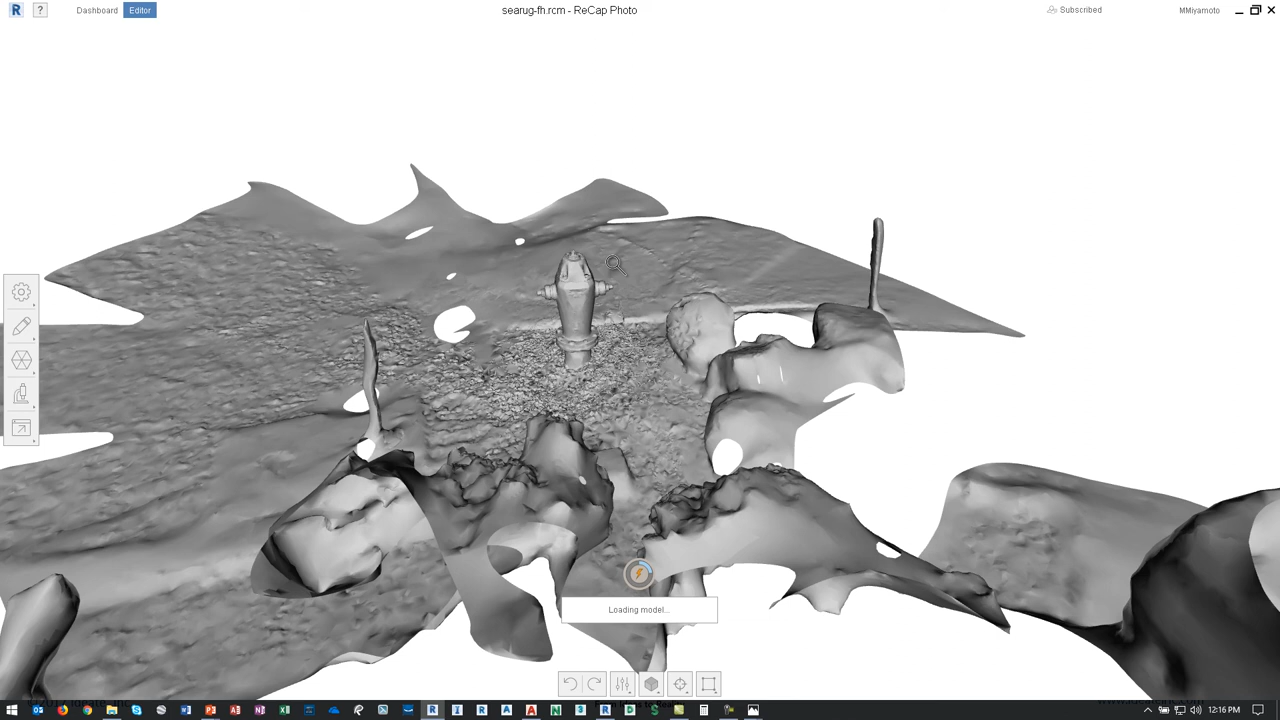 R ? Dashboard Editor searug-fh.rcm - ReCap Photo Subscribed MMiyamoto
Loading model...
12:16 PM